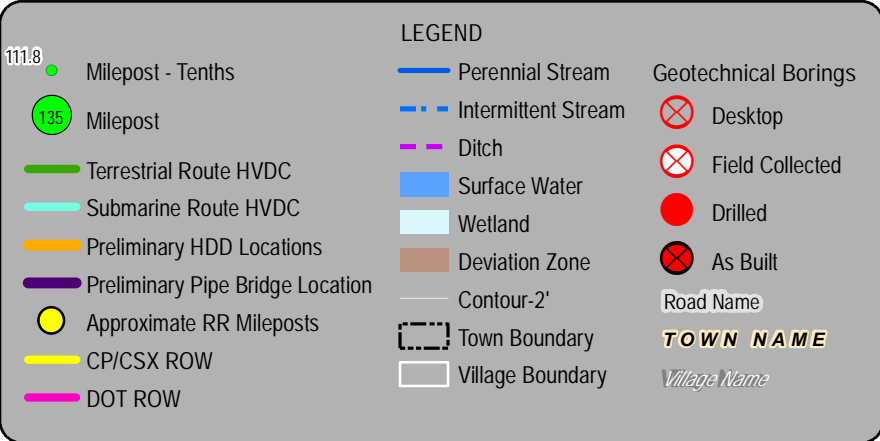 LEGEND
111.8
Milepost - Tenths
135
Milepost
Terrestrial Route HVDC
Submarine Route HVDC
Preliminary HDD Locations
Preliminary Pipe Bridge Location
Approximate RR Mileposts
CP/CSX ROW
DOT ROW
Perennial Stream
Intermittent Stream
Ditch
Surface Water
Wetland
Deviation Zone
Contour-2'
Town Boundary
Village Boundary
Geotechnical Borings
Desktop
Field Collected
Drilled
As Built
Road Name
TOWN NAME
Village Name